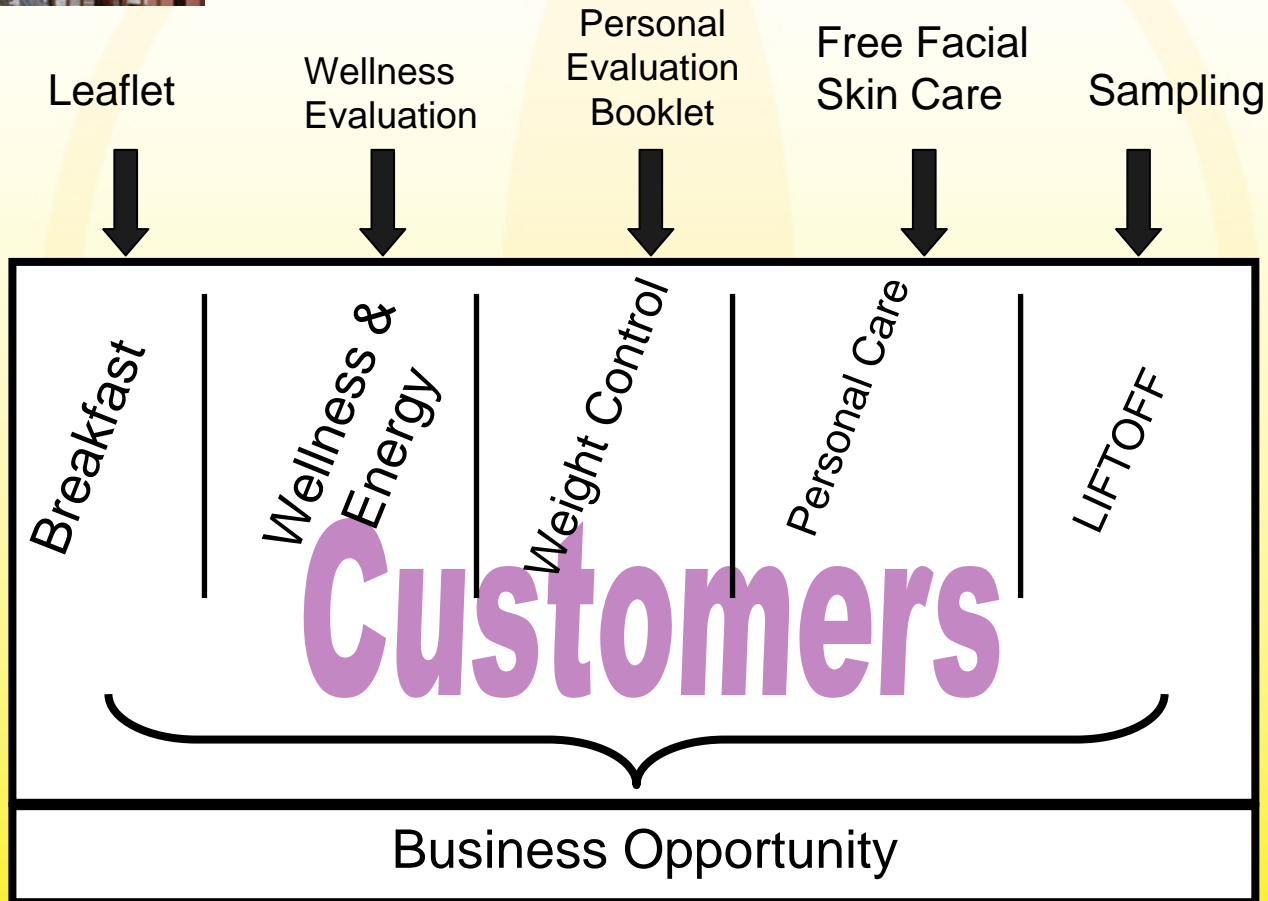 Leaflet
Wellness
Evaluation
Personal
Evaluation
Booklet
Free Facial
Skin Care
Sampling
Breakfast
Wellness &
Energy
Weight Control
Personal Care
LIFTOFF
Customers
Business Opportunity